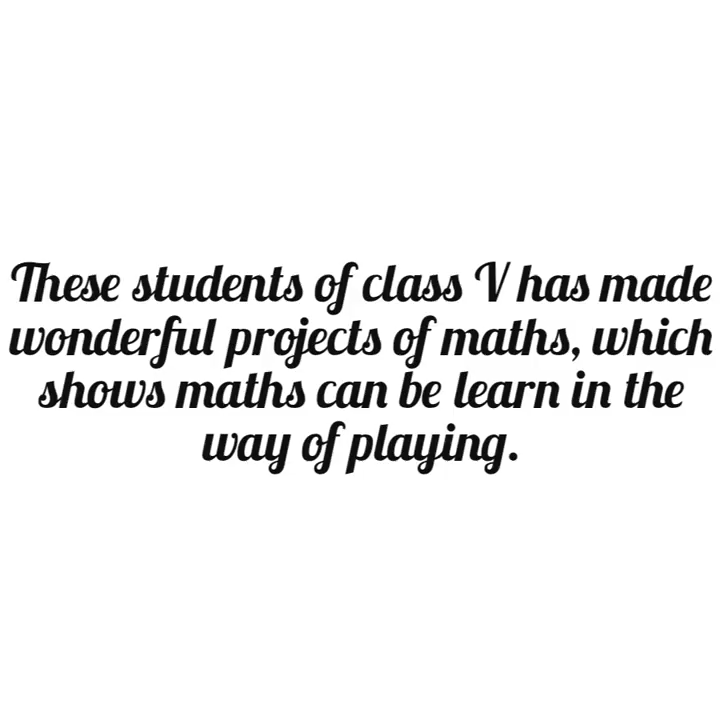 These students of class V has made
wonderful projects of maths, which
shows maths can be learn in the
way of playing.